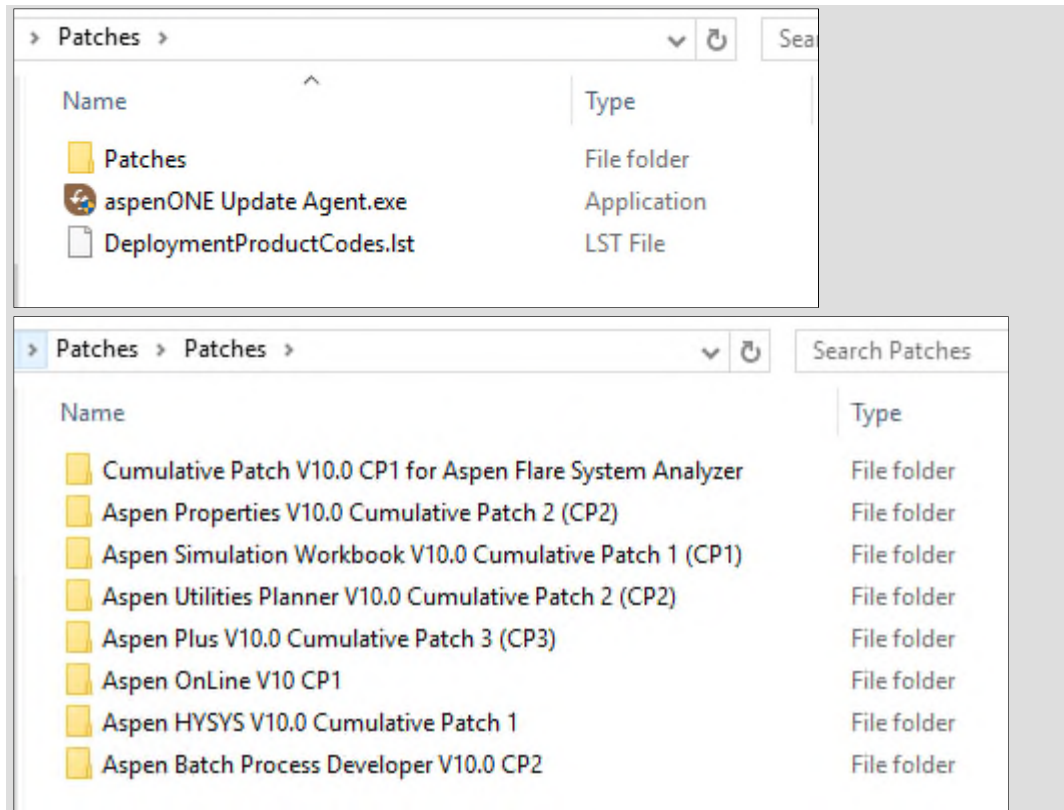 > Patches > Sea
Name Type
Patches File folder
aspenONE Update Agent.exe Application
DeploymentProductCodes.lst LST File
> Patches > Patches > Search Patches
Name Type
Cumulative Patch V10.0 CP1 for Aspen Flare System Analyzer File folder
Aspen Properties V10.0 Cumulative Patch 2 (CP2) File folder
Aspen Simulation Workbook V10.0 Cumulative Patch 1 (CP1) File folder
Aspen Utilities Planner V10.0 Cumulative Patch 2 (CP2) File folder
Aspen Plus V10.0 Cumulative Patch 3 (CP3) File folder
Aspen OnLine V10 CP1 File folder
Aspen HYSYS V10.0 Cumulative Patch 1 File folder
Aspen Batch Process Developer V10.0 CP2 File folder